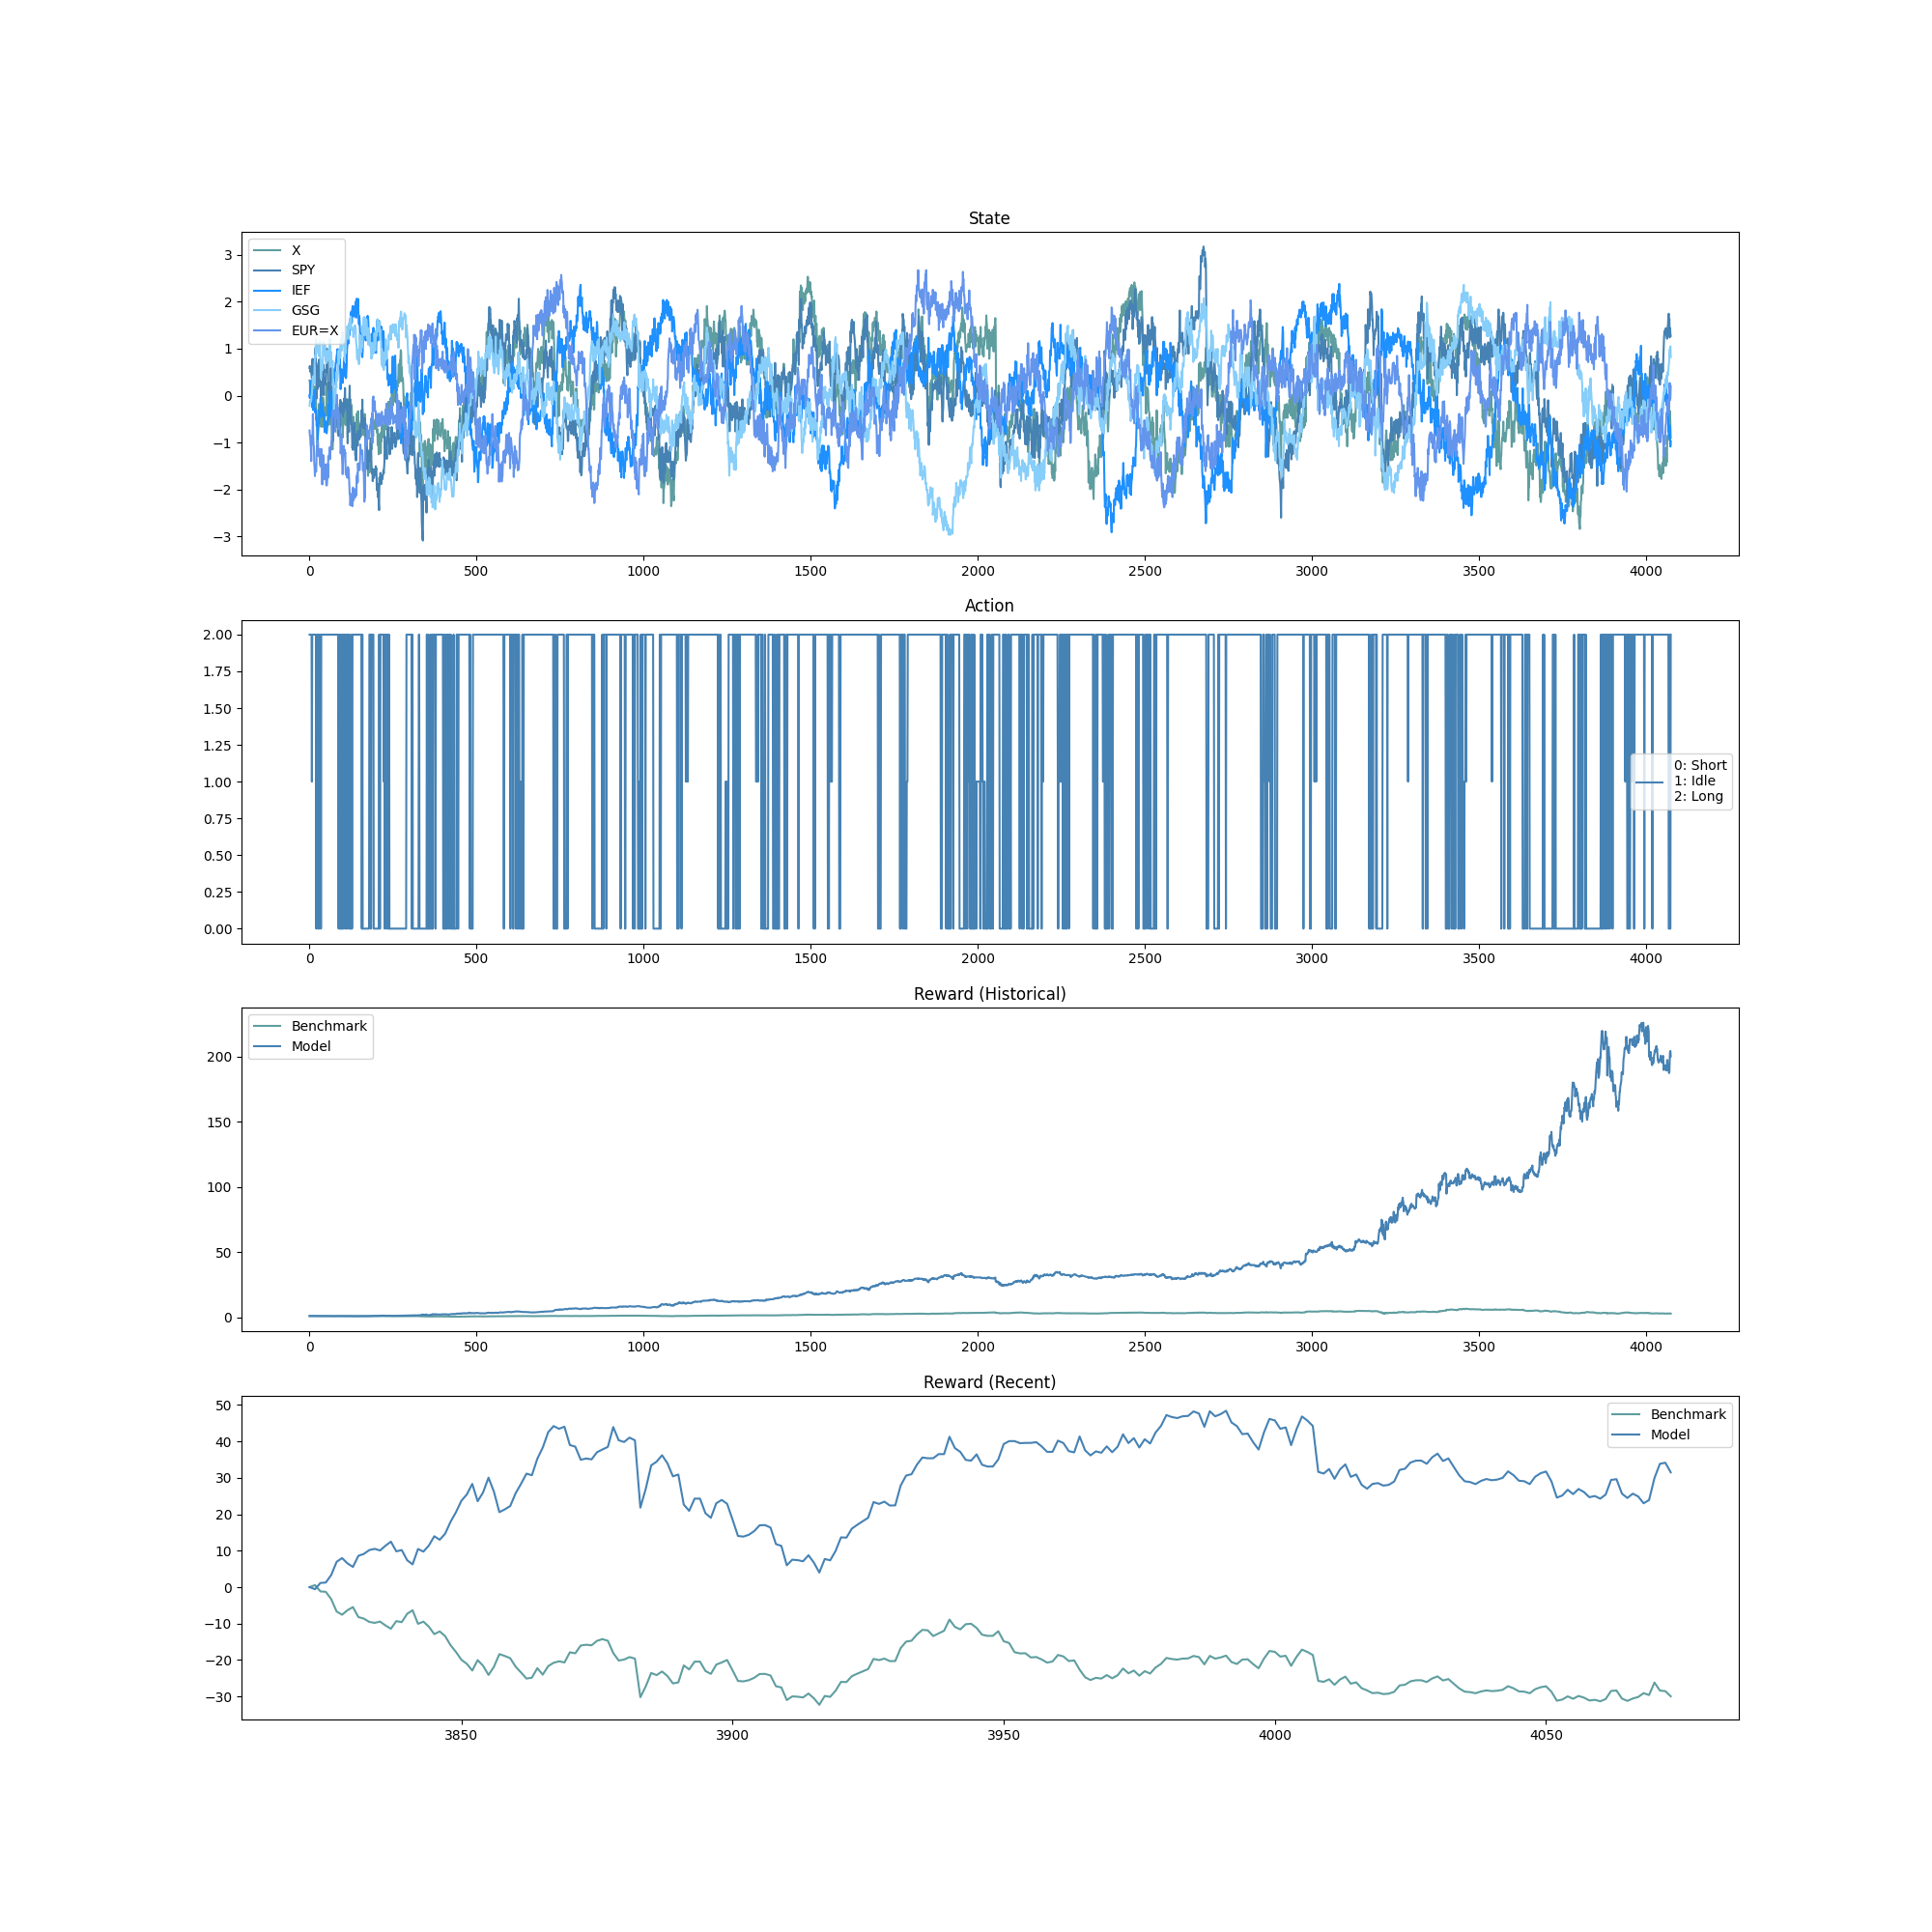 State
X
SPY
IEF
GSG
EUR=X
3
2
1
0
−1
−2
−3
0 500 1000 1500 2000 2500 3000 3500 4000
Action
2.00
1.75
1.50
1.25
1.00
0.75
0.50
0.25
0.00
0: Short
1: Idle
2: Long
0 500 1000 1500 2000 2500 3000 3500 4000
Reward (Historical)
Benchmark
Model
200
150
100
50
0
0 500 1000 1500 2000 2500 3000 3500 4000
Reward (Recent)
Benchmark
Model
50
40
30
20
10
0
−10
−20
−30
3850 3900 3950 4000 4050